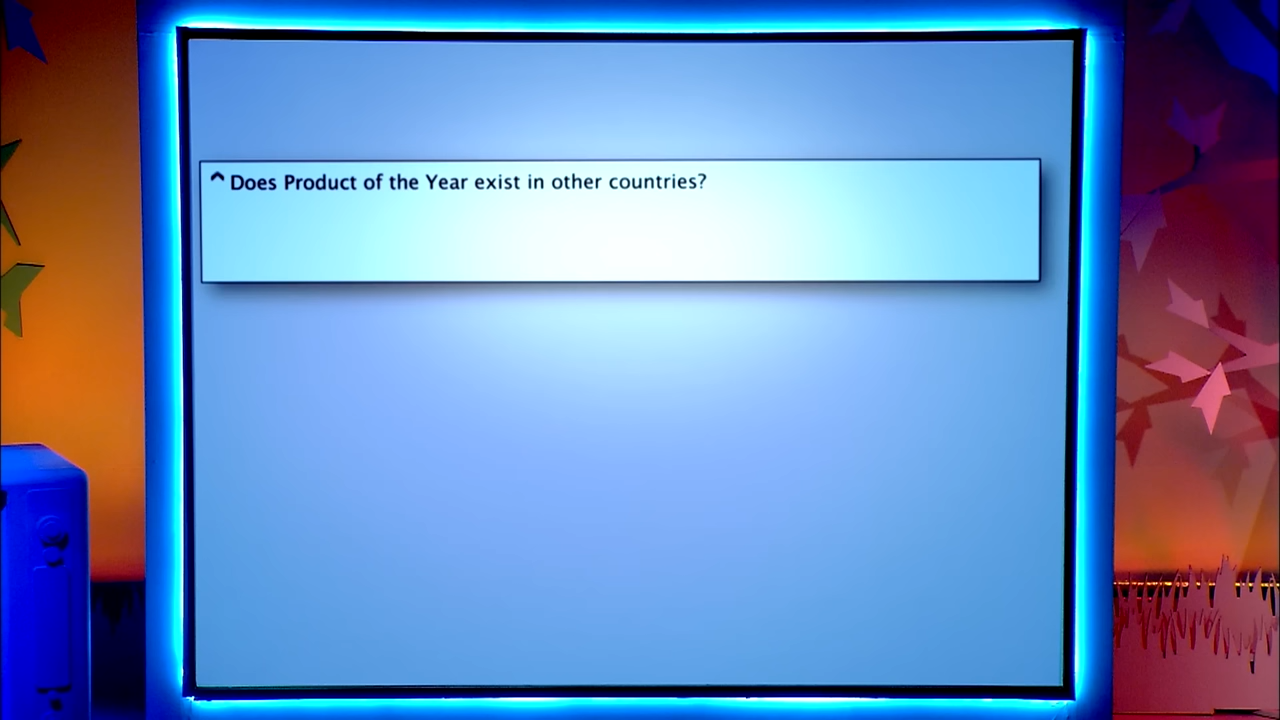 ^ Does Product of the Year exist in other countries?